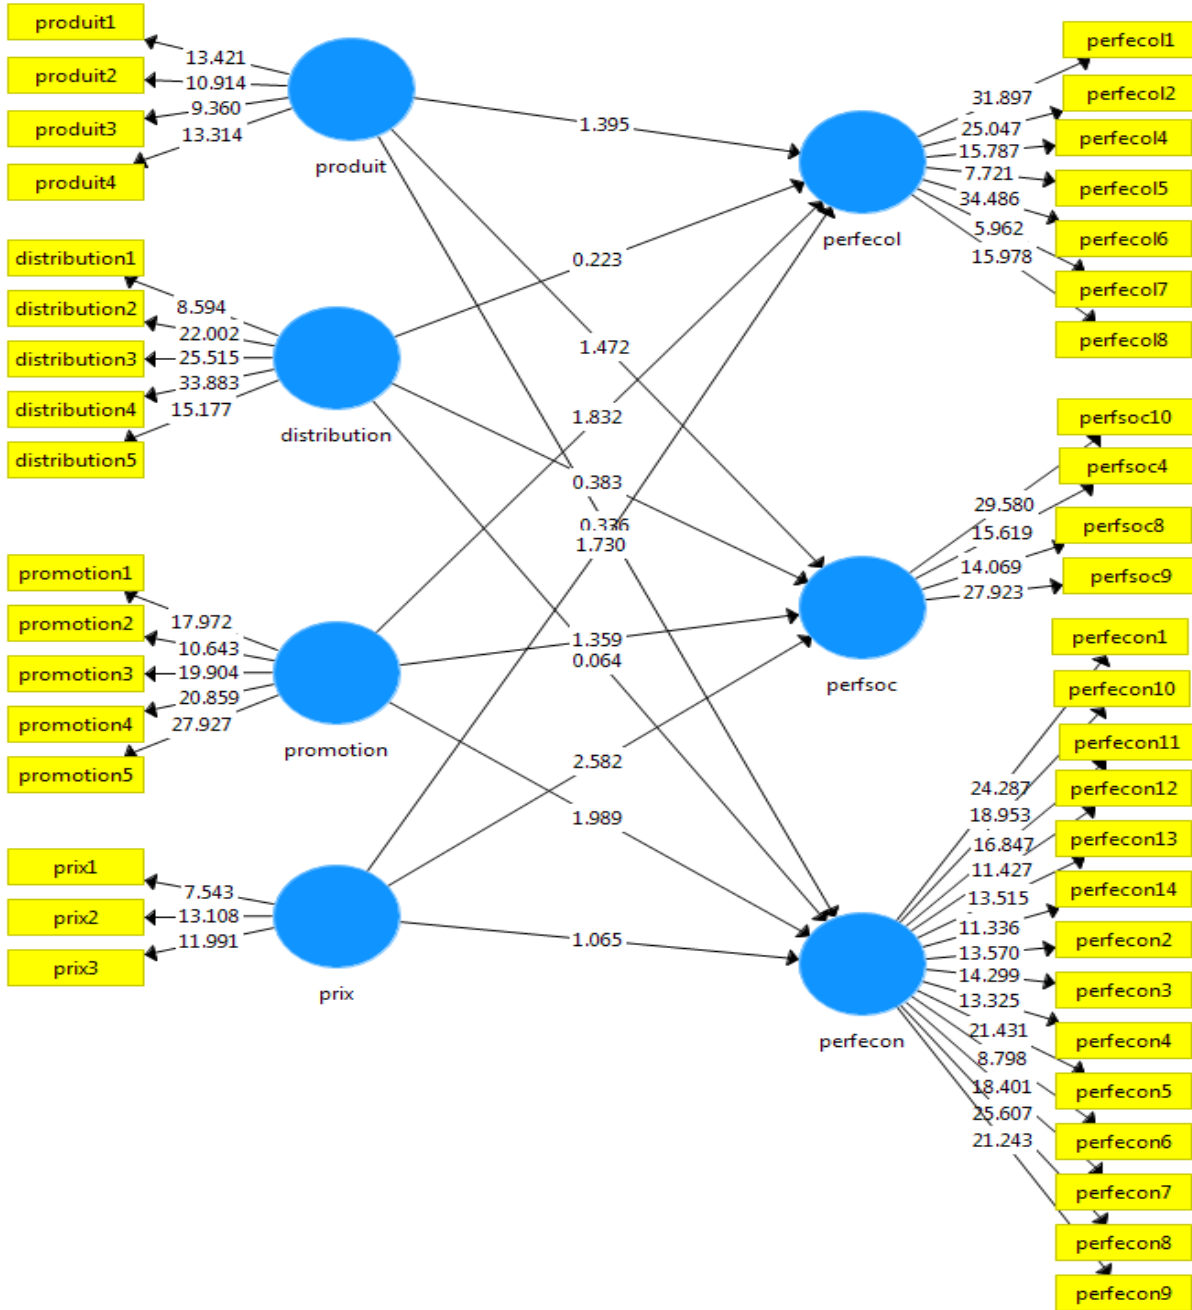 produit1
produit2
produit3
produit4
13.421
10.914
9.360
13.314
produit
distribution1
distribution2
distribution3
distribution4
distribution5
8.594
22.002
25.515
33.883
15.177
distribution
promotion1
promotion2
promotion3
promotion4
promotion5
17.972
10.643
19.904
20.859
27.927
promotion
prix1
prix2
prix3
7.543
13.108
11.991
prix
1.395
0.223
1.472
1.832
0.383
0.336
1.730
1.359
0.064
2.582
1.989
1.065
perfecol
31.897
25.047
15.787
7.721
34.486
5.962
15.978
perfecol1
perfecol2
perfecol4
perfecol5
perfecol6
perfecol7
perfecol8
perfsoc
29.580
15.619
14.069
27.923
perfsoc10
perfsoc4
perfsoc8
perfsoc9
perfecon
24.287
18.953
16.847
11.427
13.515
11.336
13.570
14.299
13.325
21.431
8.798
18.401
25.607
21.243
perfecon1
perfecon10
perfecon11
perfecon12
perfecon13
perfecon14
perfecon2
perfecon3
perfecon4
perfecon5
perfecon6
perfecon7
perfecon8
perfecon9